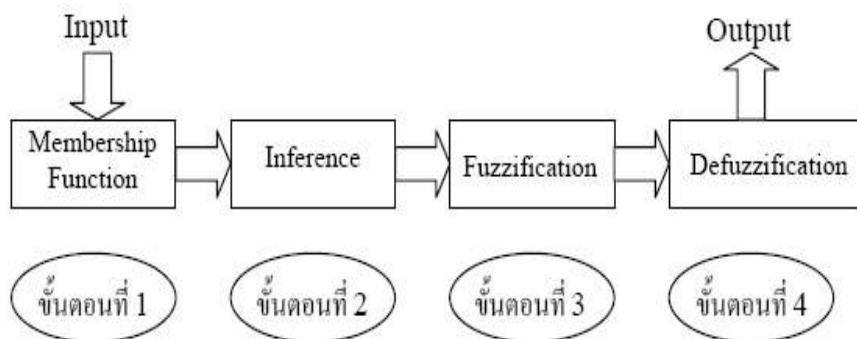 Input
Output
Membership
Function
Inference
Fuzzification
Defuzzification
ขั้นตอนที่ 1
ขั้นตอนที่ 2
ขั้นตอนที่ 3
ขั้นตอนที่ 4